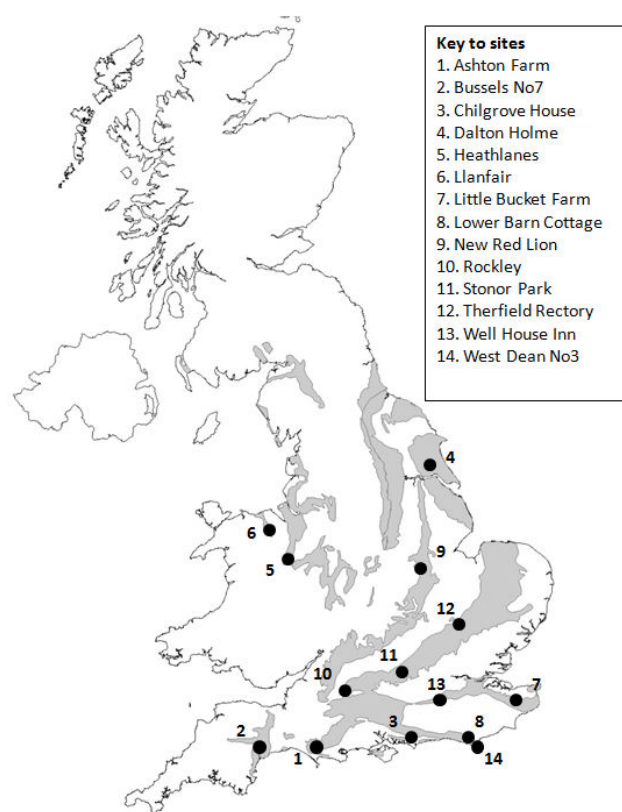 Key to sites
1. Ashton Farm
2. Bussels No7
3. Chilgrove House
4. Dalton Holme
5. Heathlanes
6. Llanfair
7. Little Bucket Farm
8. Lower Barn Cottage
9. New Red Lion
10. Rockley
11. Stonor Park
12. Therfield Rectory
13. Well House Inn
14. West Dean No3
4
6
5
9
12
11
10
13
7
3
8
2
1
14